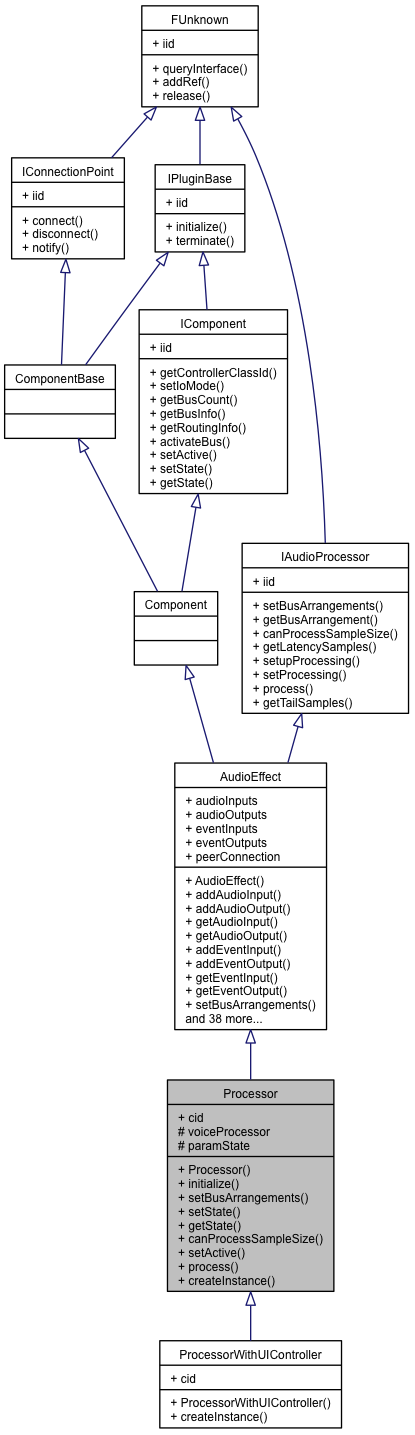 FUnknown
+ iid
+ queryInterface()
+ addRef()
+ release()
IConnectionPoint
+ iid
+ connect()
+ disconnect()
+ notify()
IPluginBase
+ iid
+ initialize()
+ terminate()
IComponent
+ iid
+ getControllerClassId()
+ setIoMode()
+ getBusCount()
+ getBusInfo()
+ getRoutingInfo()
+ activateBus()
+ setActive()
+ setState()
+ getState()
ComponentBase
IAudioProcessor
+ iid
+ setBusArrangements()
+ getBusArrangement()
+ canProcessSampleSize()
+ getLatencySamples()
+ setupProcessing()
+ setProcessing()
+ process()
+ getTailSamples()
Component
AudioEffect
+ audioInputs
+ audioOutputs
+ eventInputs
+ eventOutputs
+ peerConnection
+ AudioEffect()
+ addAudioInput()
+ addAudioOutput()
+ getAudioInput()
+ getAudioOutput()
+ addEventInput()
+ addEventOutput()
+ getEventInput()
+ getEventOutput()
+ setBusArrangements()
and 38 more...
Processor
+ cid
# voiceProcessor
# paramState
+ Processor()
+ initialize()
+ setBusArrangements()
+ setState()
+ getState()
+ canProcessSampleSize()
+ setActive()
+ process()
+ createInstance()
ProcessorWithUIController
+ cid
+ ProcessorWithUIController()
+ createInstance()